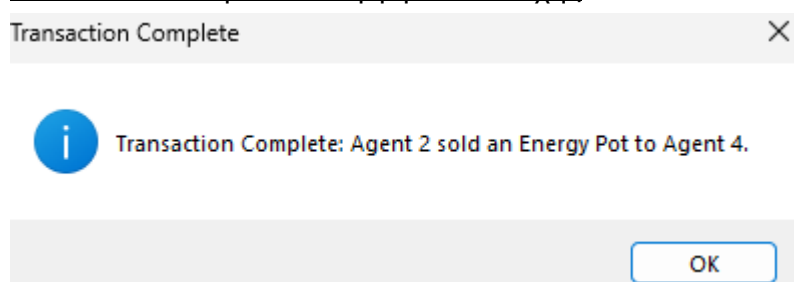 Transaction Complete
Transaction Complete: Agent 2 sold an Energy Pot to Agent 4.
OK